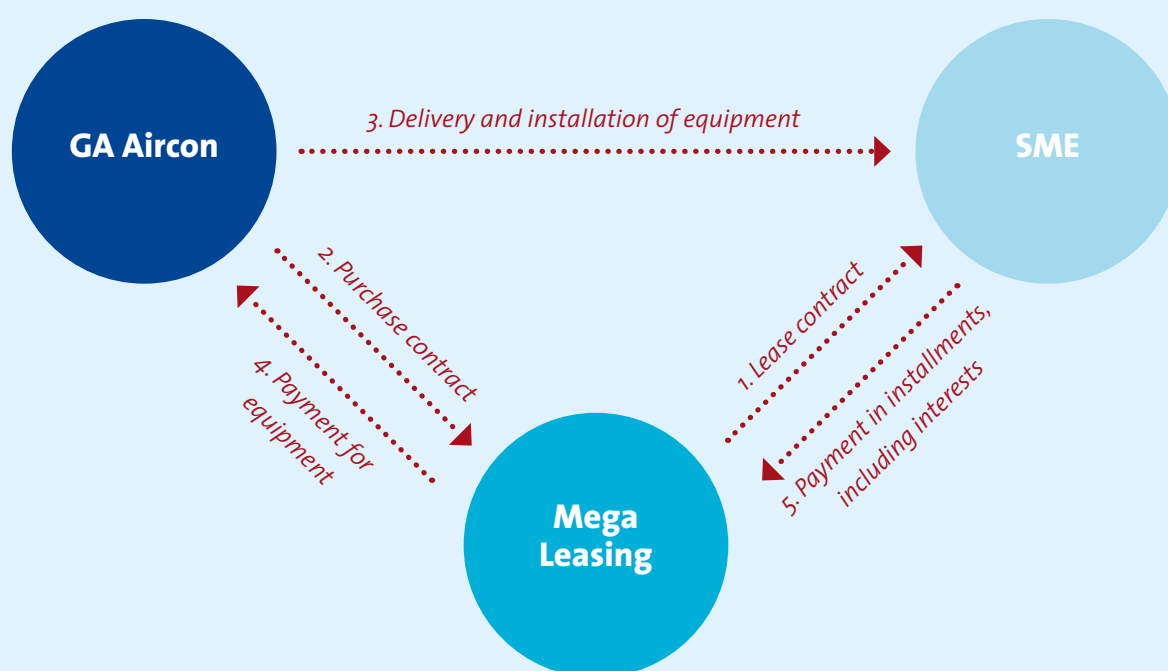 GA Aircon
3. Delivery and installation of equipment
SME
2. Purchase contract
4. Payment for
equipment
1. Lease contract
5. Payment in installments,
including interests
Mega
Leasing